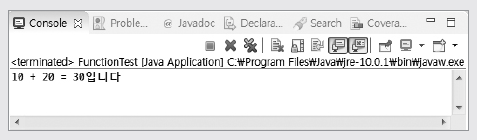 Console Proble... @ Javadoc Declara... Search Covera...
<terminated> FunctionTest [Java Application] C:₩Program Files₩Java₩jre-10.0.1₩bin₩javaw.exe
10 + 20 = 30입니다